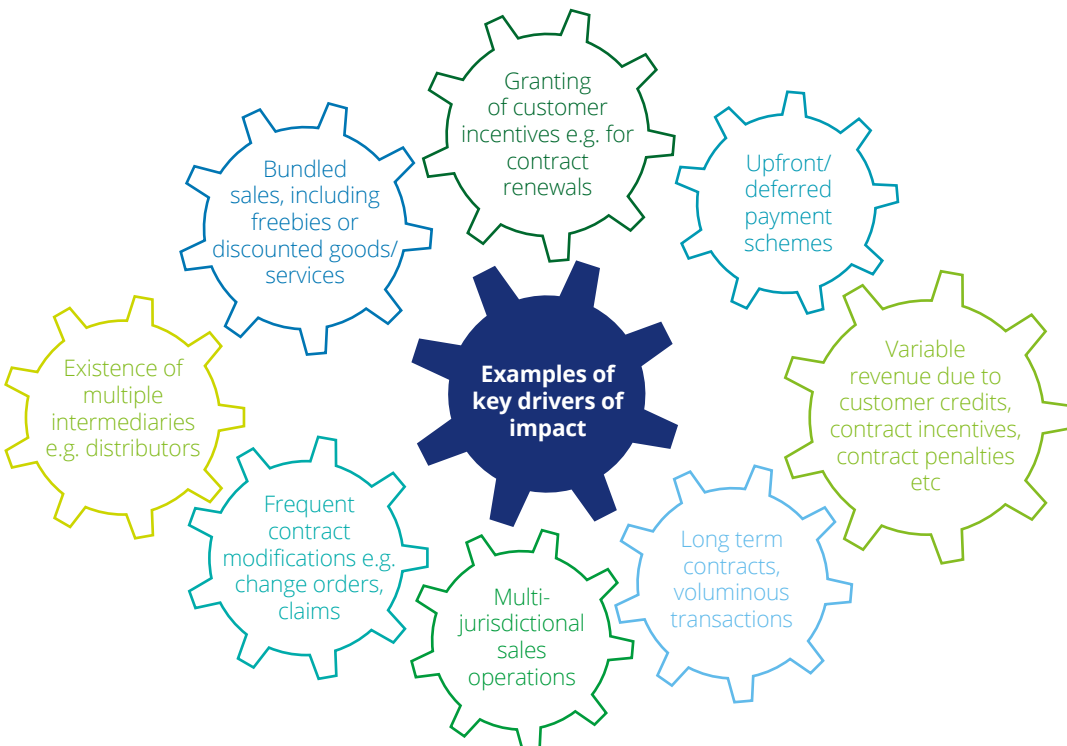 Granting
of customer
incentives e.g. for
contract
renewals
Bundled
sales, including
freebies or
discounted goods/
services
Upfront/
deferred
payment
schemes
Existence of
multiple
intermediaries
e.g. distributors
Examples of
key drivers of
impact
Variable
revenue due to
customer credits,
contract incentives,
contract penalties
etc
Frequent
contract
modifications e.g.
change orders,
claims
Multi-
jurisdictional
sales
operations
Long term
contracts,
voluminous
transactions